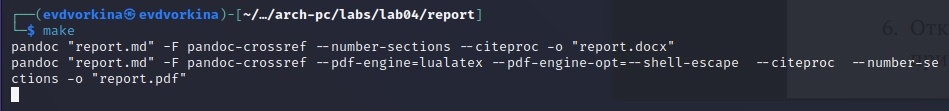 ┌──(evdvorkina㉿evdvorkina)-[~/…/arch-pc/labs/lab04/report]
└─$ make
pandoc "report.md" -F pandoc-crossref --number-sections --citeproc -o "report.docx"
pandoc "report.md" -F pandoc-crossref --pdf-engine=lualatex --pdf-engine-opt=--shell-escape  --citeproc  --number-se
ctions -o "report.pdf"
6. Отк